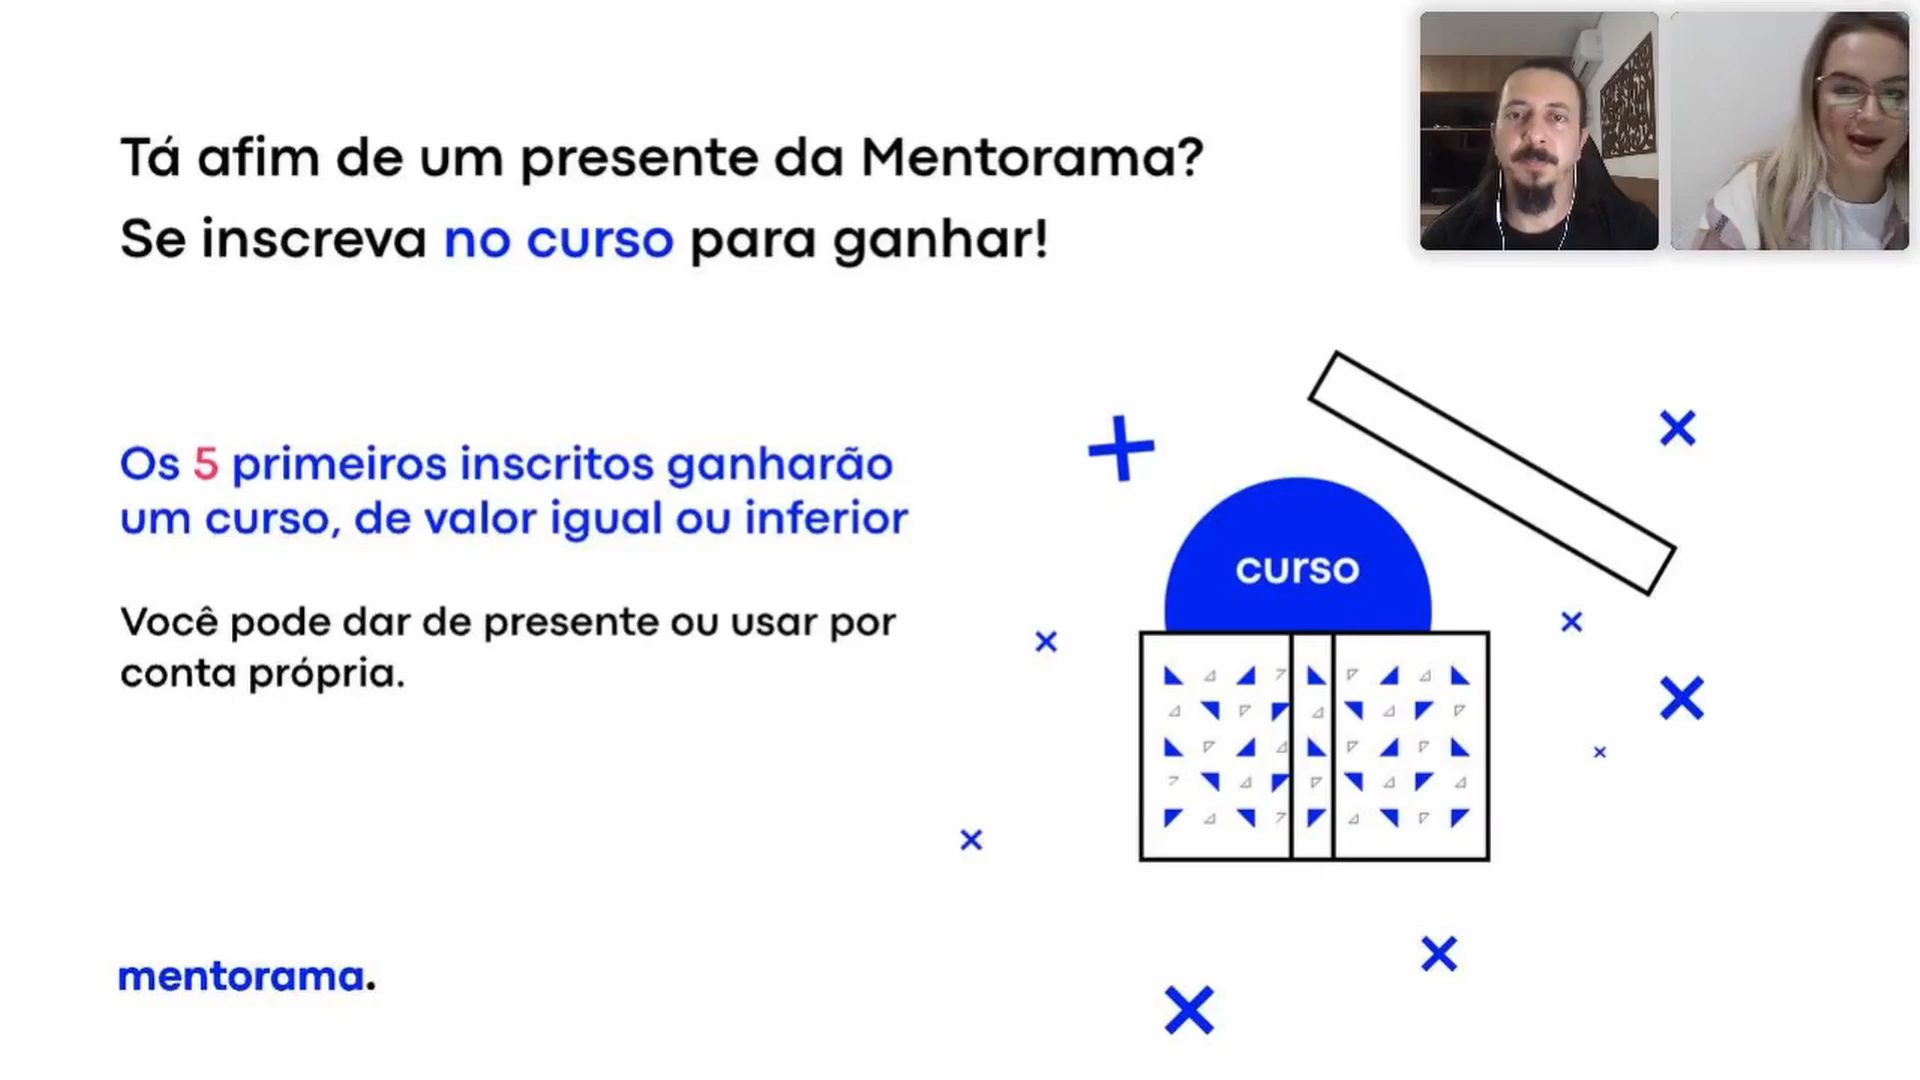 Tá afim de um presente da Mentorama?
Se inscreva no curso para ganhar!
Os 5 primeiros inscritos ganharão
um curso, de valor igual ou inferior
Você pode dar de presente ou usar por
conta própria.
curso
mentorama.